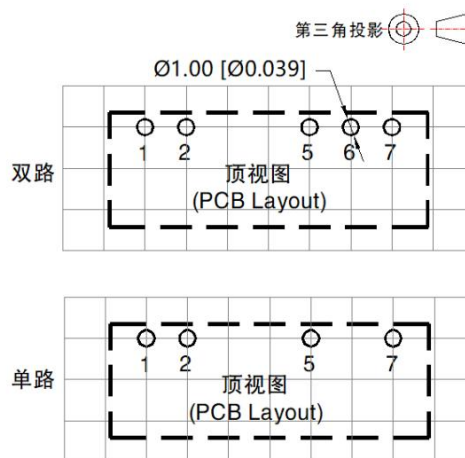 第三角投影
Ø1.00 [Ø0.039]
双路
1 2 5 6 7
顶视图
(PCB Layout)
单路
1 2 5 7
顶视图
(PCB Layout)